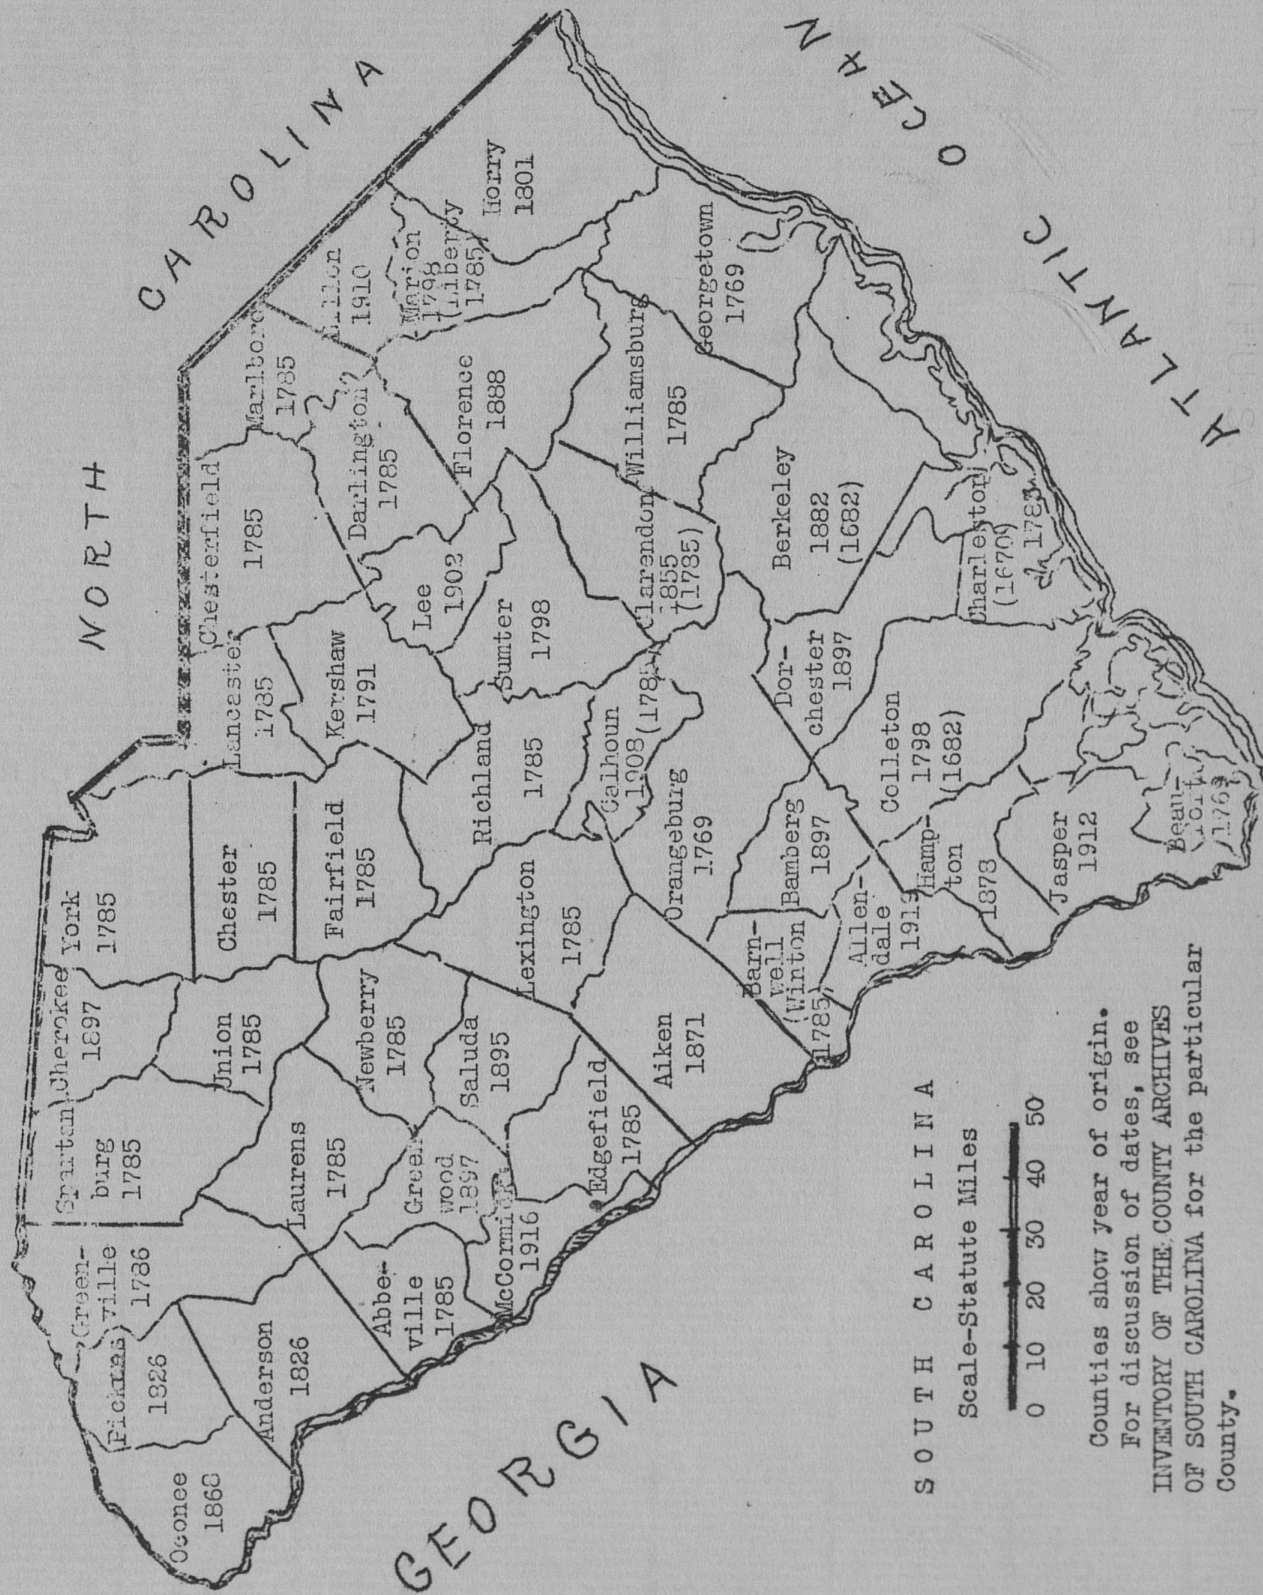 NORTH
CAROLINA
ATLANTIC OCEAN
GEORGIA
Oconee
1868
Pickens
1826
Green-
ville
1786
Anderson
1826
Spartan
burg
1785
Cherokee
1897
York
1785
Union
1785
Laurens
1785
Abbe-
ville
1785
Green
wood
1897
McCormick
1916
Newberry
1785
Saluda
1895
Edgefield
1785
Aiken
1871
Chester
1785
Fairfield
1785
Lexington
1785
Richland
1785
Lancaster
1785
Kershaw
1791
Chesterfield
1785
Marlboro
1785
Darlington
1785
Dillon
1910
Marion
1798
(Liberty
1785)
Horry
1801
Florence
1888
Lee
1902
Sumter
1798
Clarendon
1855
(1785)
Williamsburg
1785
Georgetown
1769
Calhoun
1908 (1785)
Orangeburg
1769
Bamberg
1897
Barn-
well
(Winton
1785)
Allen-
dale
1919
Hamp-
ton
1878
Jasper
1912
Beau-
fort
1769
Colleton
1798
(1682)
Dor-
chester
1897
Berkeley
1882
(1682)
Charleston
(1670)
1783
SOUTH CAROLINA
Scale-Statute Miles
0 10 20 30 40 50
Counties show year of origin.
For discussion of dates, see
INVENTORY OF THE COUNTY ARCHIVES
OF SOUTH CAROLINA for the particular
County.